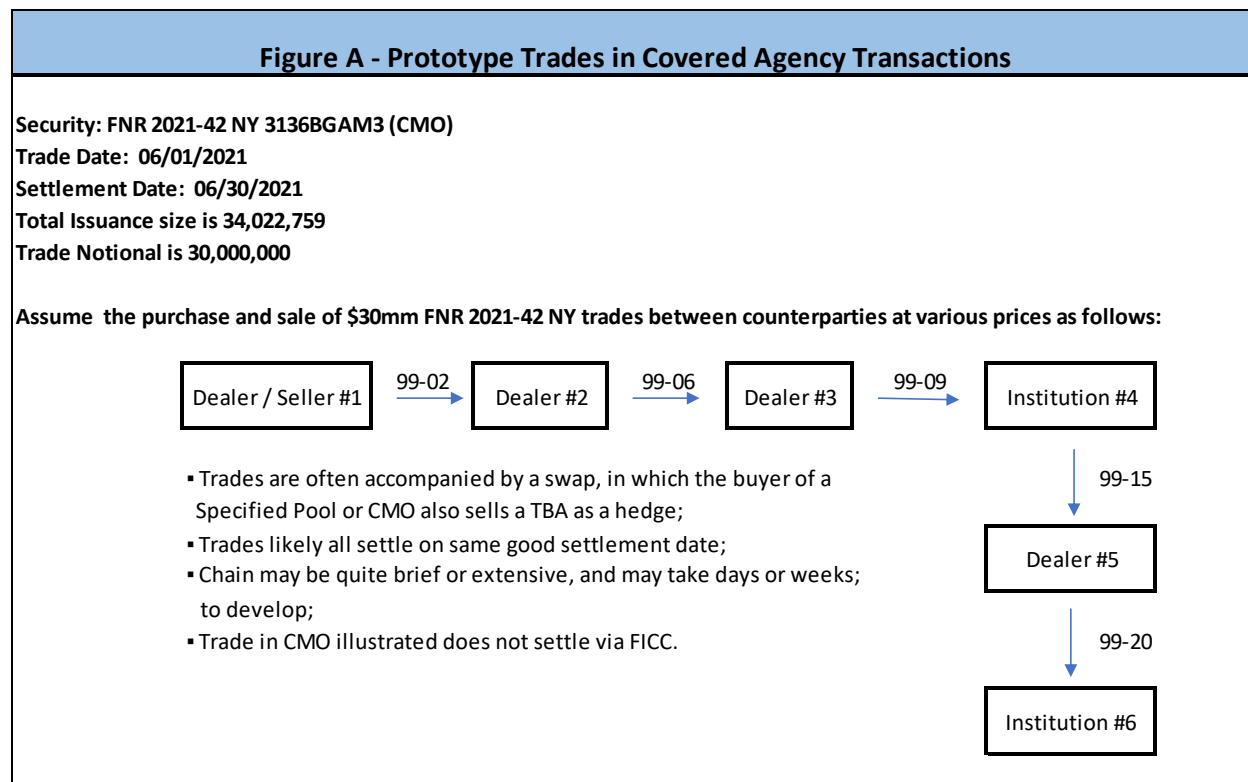 Figure A - Prototype Trades in Covered Agency Transactions
Security: FNR 2021-42 NY 3136BGAM3 (CMO)
Trade Date: 06/01/2021
Settlement Date: 06/30/2021
Total Issuance size is 34,022,759
Trade Notional is 30,000,000
Assume the purchase and sale of $30mm FNR 2021-42 NY trades between counterparties at various prices as follows:
Dealer / Seller #1
99-02
Dealer #2
99-06
Dealer #3
99-09
Institution #4
▪ Trades are often accompanied by a swap, in which the buyer of a
Specified Pool or CMO also sells a TBA as a hedge;
▪ Trades likely all settle on same good settlement date;
▪ Chain may be quite brief or extensive, and may take days or weeks;
to develop;
▪ Trade in CMO illustrated does not settle via FICC.
99-15
Dealer #5
99-20
Institution #6